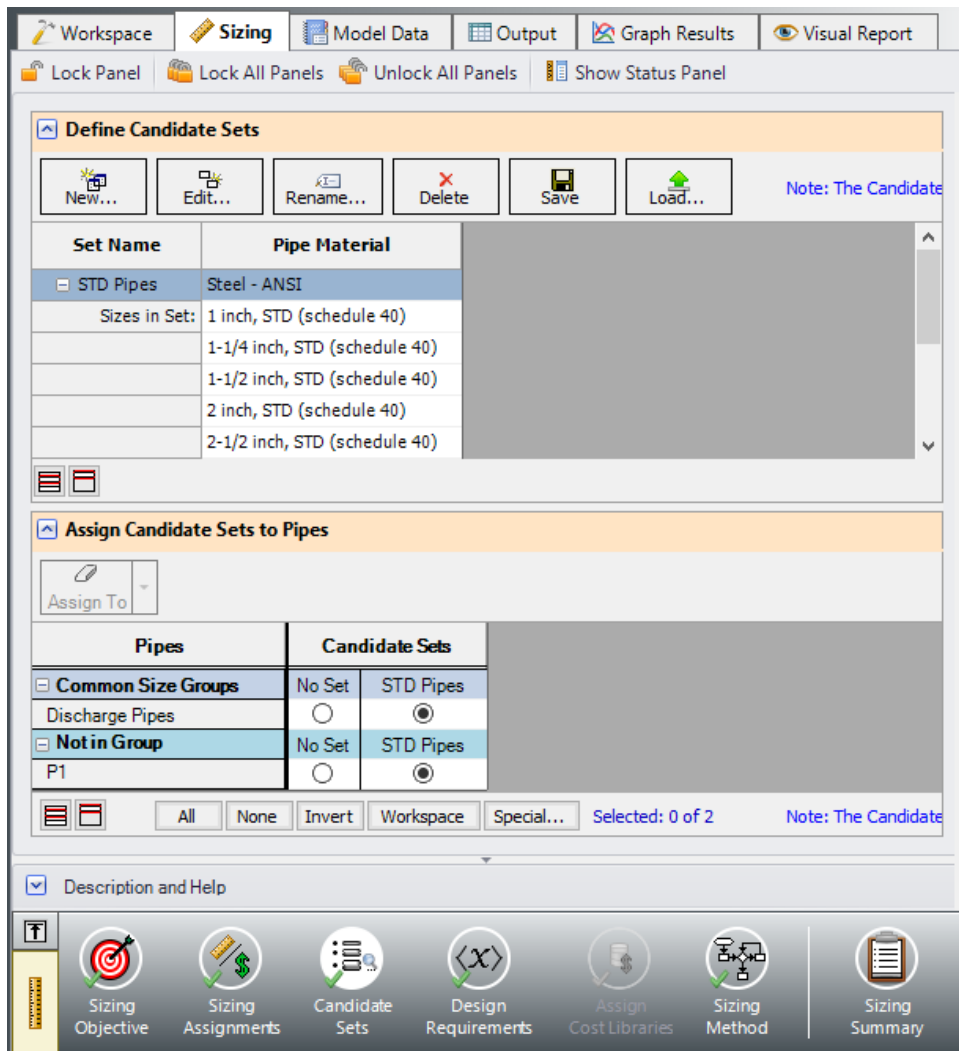 Workspace Sizing Model Data Output Graph Results Visual Report
Lock Panel Lock All Panels Unlock All Panels Show Status Panel
Define Candidate Sets
New... Edit... Rename... Delete Save Load... Note: The Candidate
Set Name Pipe Material
STD Pipes Steel - ANSI
Sizes in Set: 1 inch, STD (schedule 40)
1-1/4 inch, STD (schedule 40)
1-1/2 inch, STD (schedule 40)
2 inch, STD (schedule 40)
2-1/2 inch, STD (schedule 40)
Assign Candidate Sets to Pipes
Assign To
Pipes Candidate Sets
Common Size Groups No Set STD Pipes
Discharge Pipes
Not in Group No Set STD Pipes
P1
All None Invert Workspace Special... Selected: 0 of 2 Note: The Candidate
Description and Help
Sizing Objective
Sizing Assignments
Candidate Sets
Design Requirements
Assign Cost Libraries
Sizing Method
Sizing Summary